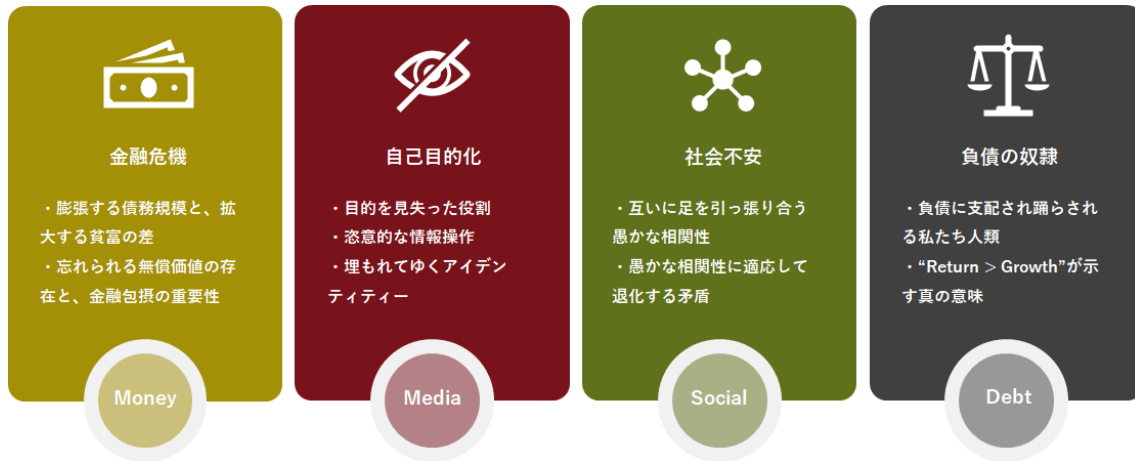 金融危機
・膨張する債務規模と、拡
大する貧富の差
・忘れられる無償価値の存
在と、金融包摂の重要性
Money
自己目的化
・目的を見失った役割
・恣意的な情報操作
・埋もれてゆくアイデン
ティティー
Media
社会不安
・互いに足を引っ張り合う
愚かな相関性
・愚かな相関性に適応して
退化する矛盾
Social
負債の奴隷
・負債に支配され踊らされ
る私たち人類
・“Return > Growth”が示
す真の意味
Debt